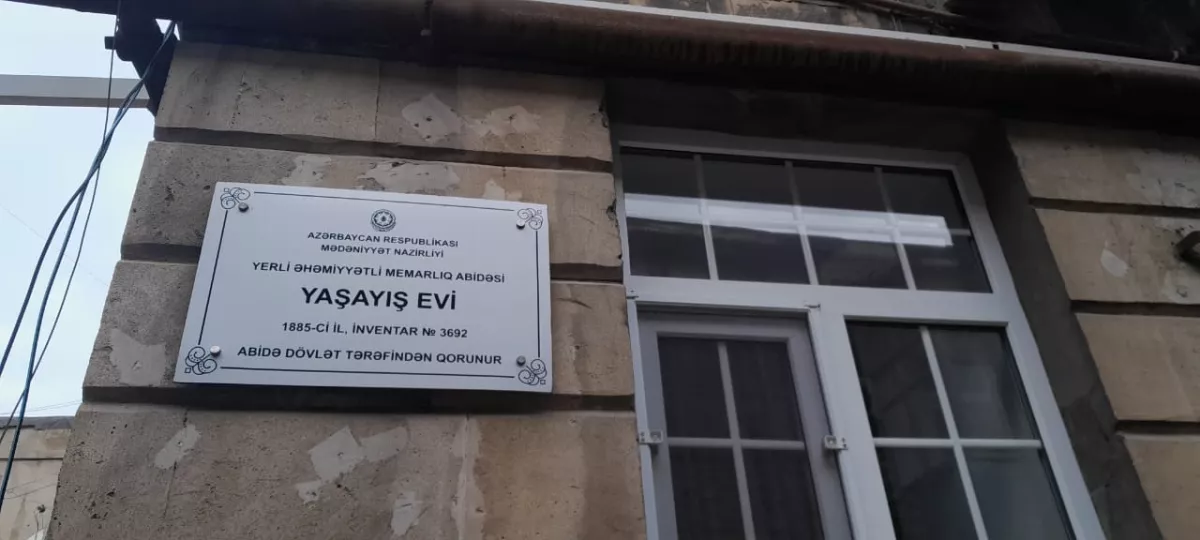 AZƏRBAYCAN RESPUBLİKASI
MƏDƏNİYYƏT NAZİRLİYİ
YERLİ ƏHƏMİYYƏTLİ MEMARLIQ ABİDƏSİ
YAŞAYIŞ EVİ
1885-Cİ İL, İNVENTAR № 3692
ABİDƏ DÖVLƏT TƏRƏFİNDƏN QORUNUR